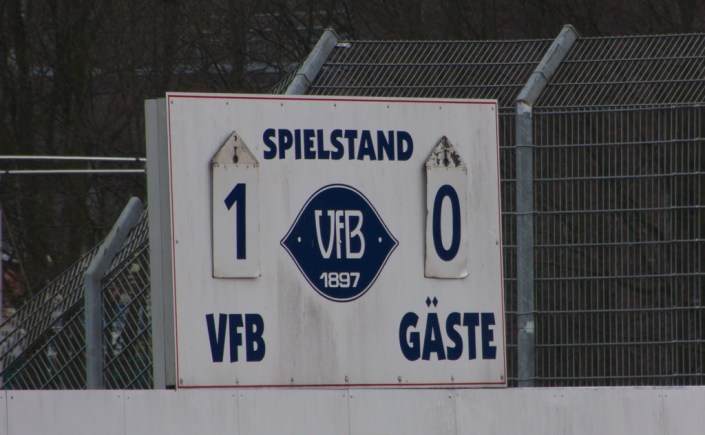 SPIELSTAND
1
0
VfB
1897
VFB
GÄSTE